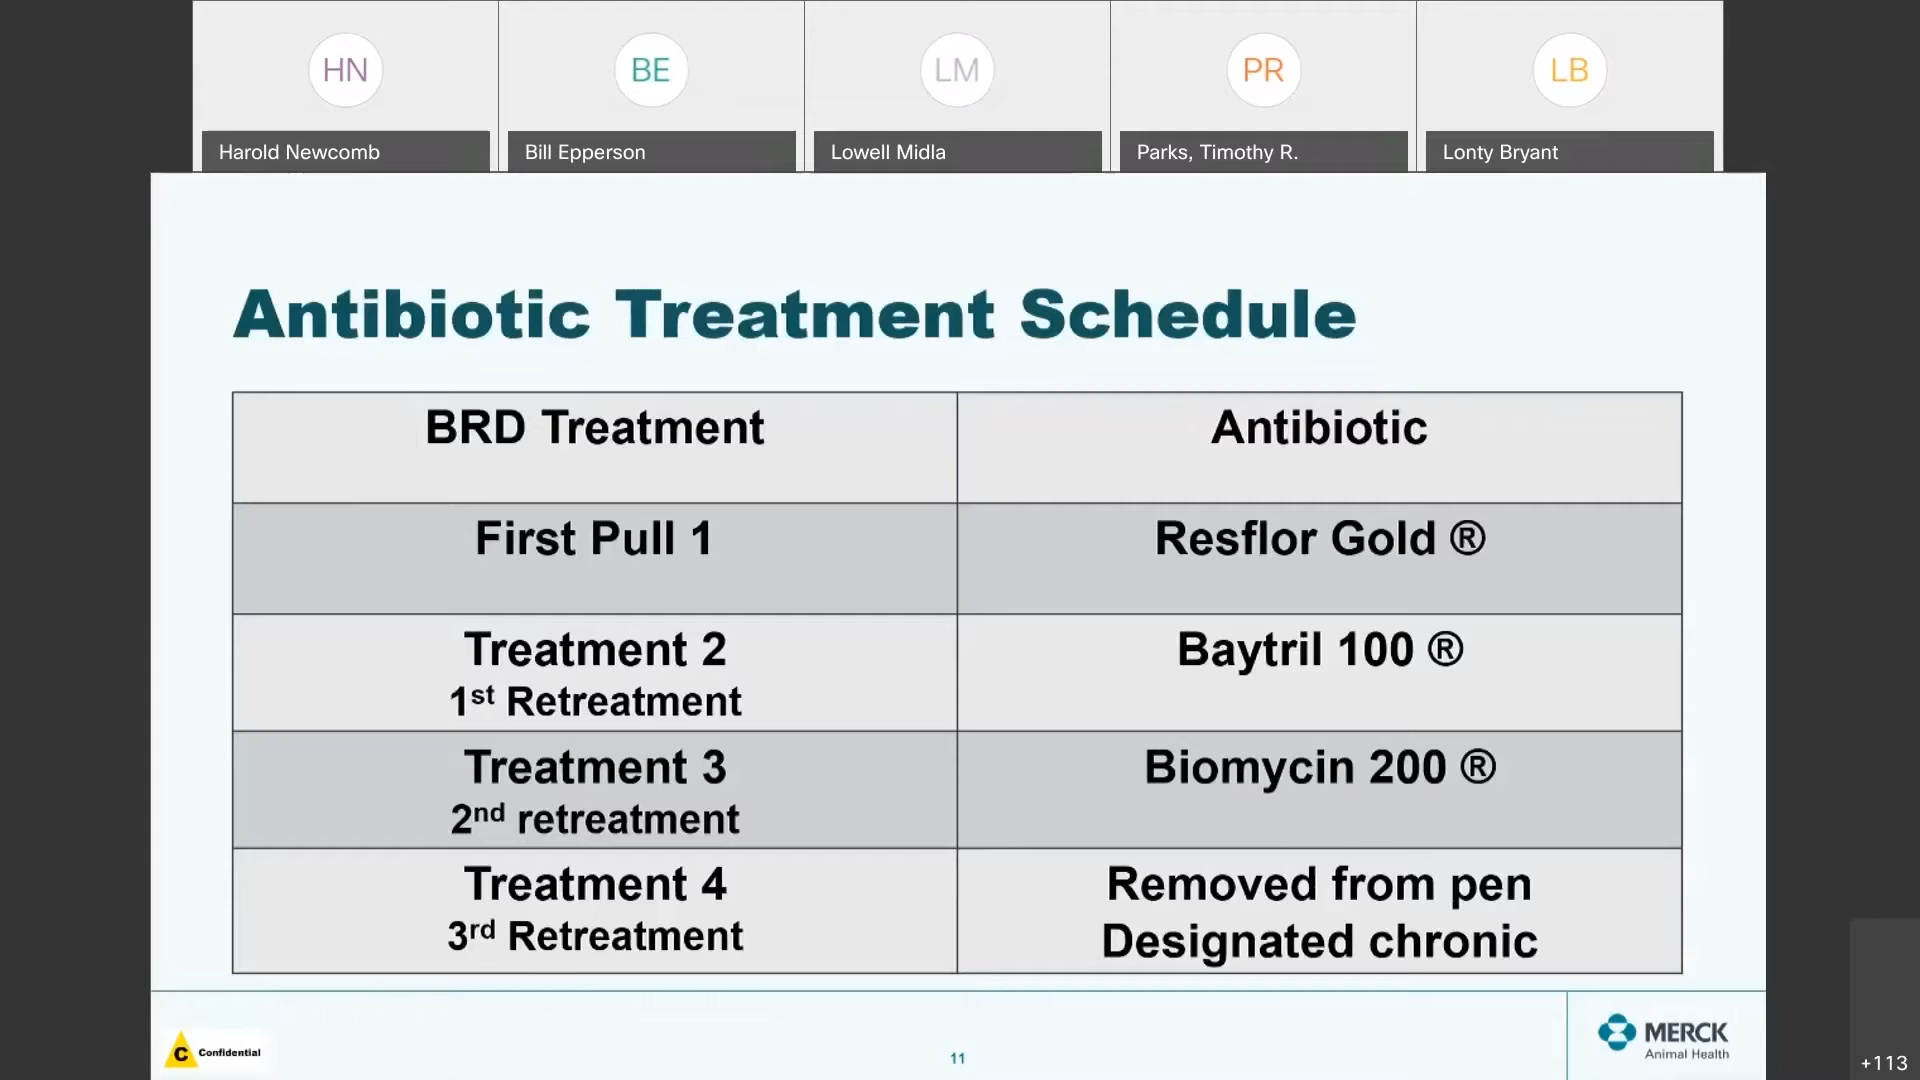 HN
BE
LM
PR
LB
Harold Newcomb
Bill Epperson
Lowell Midla
Parks, Timothy R.
Lonty Bryant
Antibiotic Treatment Schedule
BRD Treatment
Antibiotic
First Pull 1
Resflor Gold ®
Treatment 2
1st Retreatment
Baytril 100 ®
Treatment 3
2nd retreatment
Biomycin 200 ®
Treatment 4
3rd Retreatment
Removed from pen
Designated chronic
C
Confidential
11
MERCK
Animal Health
+113